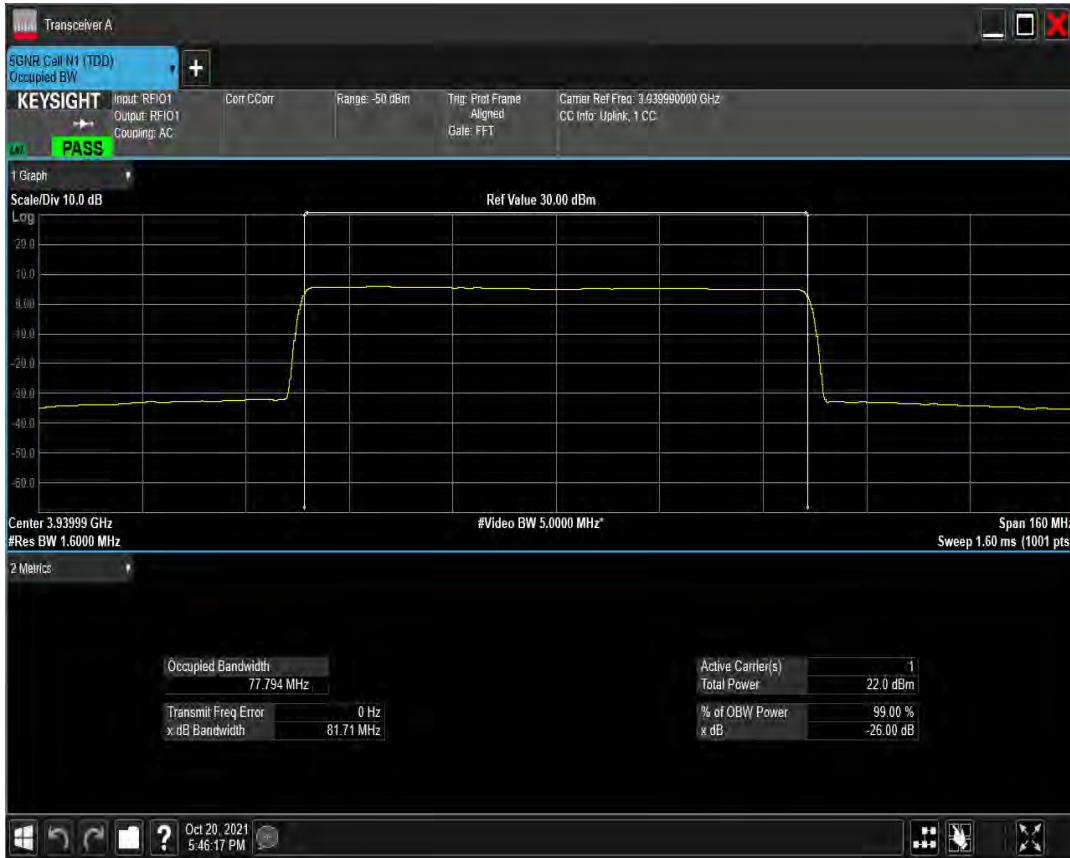 Transceiver A
5GNR Cell N1 (TDD)
Occupied BW
+
KEYSIGHT
Input: RFIO1
Output: RFIO1
Coupling: AC
Corr CCorr
Range: -50 dBm
Trig: Prot Frame
Aligned
Gate: FFT
Carrier Ref Freq: 3.939990000 GHz
CC Info: Uplink, 1 CC
PASS
1 Graph
Scale/Div 10.0 dB
Ref Value 30.00 dBm
Log
20.0
10.0
0.00
-10.0
-20.0
-30.0
-40.0
-50.0
-60.0
Center 3.93999 GHz
#Video BW 5.0000 MHz*
Span 160 MHz
#Res BW 1.6000 MHz
Sweep 1.60 ms (1001 pts
2 Metrics
Occupied Bandwidth
77.794 MHz
Transmit Freq Error 0 Hz
x dB Bandwidth 81.71 MHz
Active Carrier(s) 1
Total Power 22.0 dBm
% of OBW Power 99.00 %
x dB -26.00 dB
?
Oct 20, 2021
5:46:17 PM